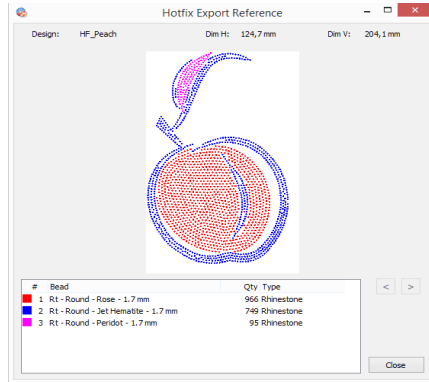 Hotfix Export Reference
Design: HF_Peach Dim H: 124,7 mm Dim V: 204,1 mm
# Bead Qty Type
1 Rt - Round - Rose - 1.7 mm 966 Rhinestone
2 Rt - Round - Jet Hematite - 1.7 mm 749 Rhinestone
3 Rt - Round - Peridot - 1.7 mm 95 Rhinestone
< >
Close